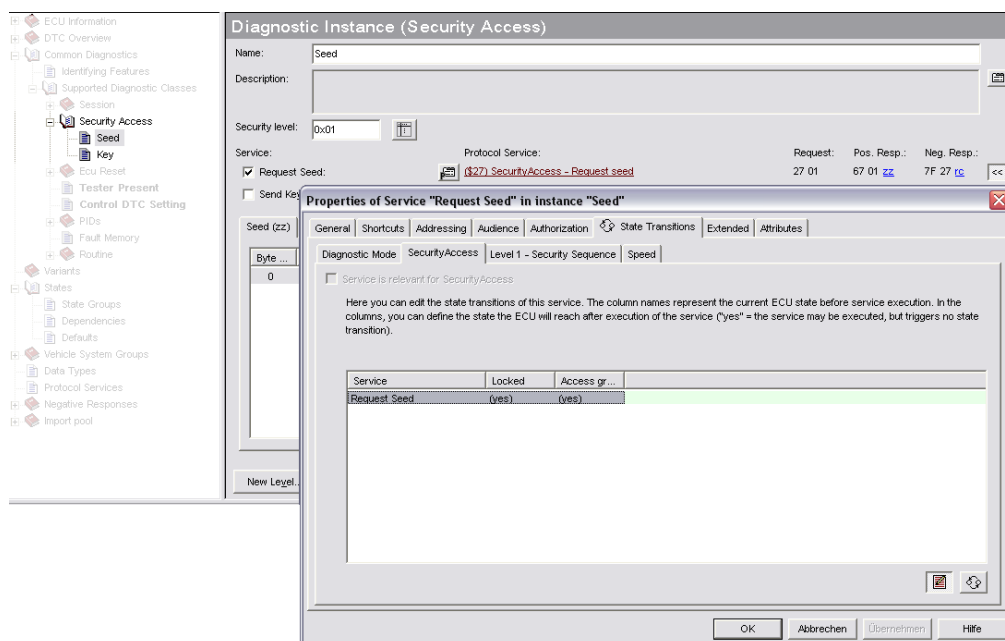 ECU Information
DTC Overview
Common Diagnostics
Identifying Features
Supported Diagnostic Classes
Session
Security Access
Seed
Key
Ecu Reset
Tester Present
Control DTC Setting
PIDs
Fault Memory
Routine
Variants
States
State Groups
Dependencies
Defaults
Vehicle System Groups
Data Types
Protocol Services
Negative Responses
Import pool
Diagnostic Instance (Security Access)
Name: Seed
Description:
Security level: 0x01
Service: Protocol Service: Request: Pos. Resp.: Neg. Resp.:
Request Seed: ($27) SecurityAccess - Request seed 27 01 67 01 zz 7F 27 rc <<
Send Key
Seed (zz)
Byte ...
0
New Level..
Properties of Service "Request Seed" in instance "Seed"
General Shortcuts Addressing Audience Authorization State Transitions Extended Attributes
Diagnostic Mode SecurityAccess Level 1 - Security Sequence Speed
Service is relevant for SecurityAccess
Here you can edit the state transitions of this service. The column names represent the current ECU state before service execution. In the
columns, you can define the state the ECU will reach after execution of the service ("yes" = the service may be executed, but triggers no state
transition).
Service Locked Access gr...
Request Seed (yes) (yes)
OK Abbrechen Übernehmen Hilfe